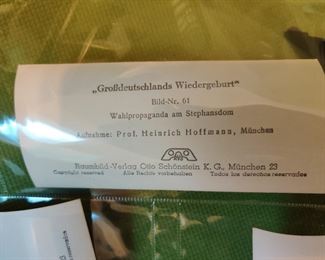 „Großdeutschlands Wiedergeburt"
Bild-Nr. 61
Wahlpropaganda am Stephansdom
Aufnahme: Prof. Heinrich Hoffmann, München
Raumbild-Verlag Otto Schönstein K. G., München 23
Copyright reserved Alle Rechte vorbehalten Todos los derechos reservados